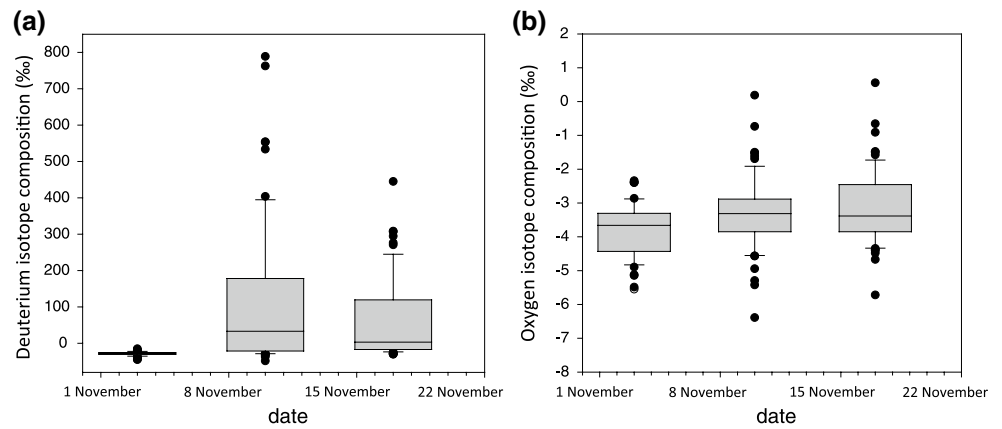 (a)
Deuterium isotope composition (‰)
800
700
600
500
400
300
200
100
0
1 November 8 November 15 November 22 November
date
(b)
Oxygen isotope composition (‰)
2
1
0
-1
-2
-3
-4
-5
-6
-7
-8
1 November 8 November 15 November 22 November
date